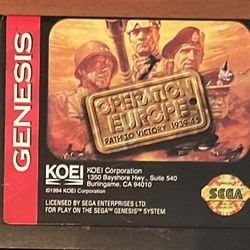 GENESIS
OPERATION
EUROPE
PATH TO VICTORY 1939-45
KOEI
KOEI Corporation
1350 Bayshore Hwy., Suite 540
Burlingame, CA 94010
©1994 KOEI Corporation
LICENSED BY SEGA ENTERPRISES LTD.
FOR PLAY ON THE SEGA™ GENESIS™ SYSTEM.
SEGA